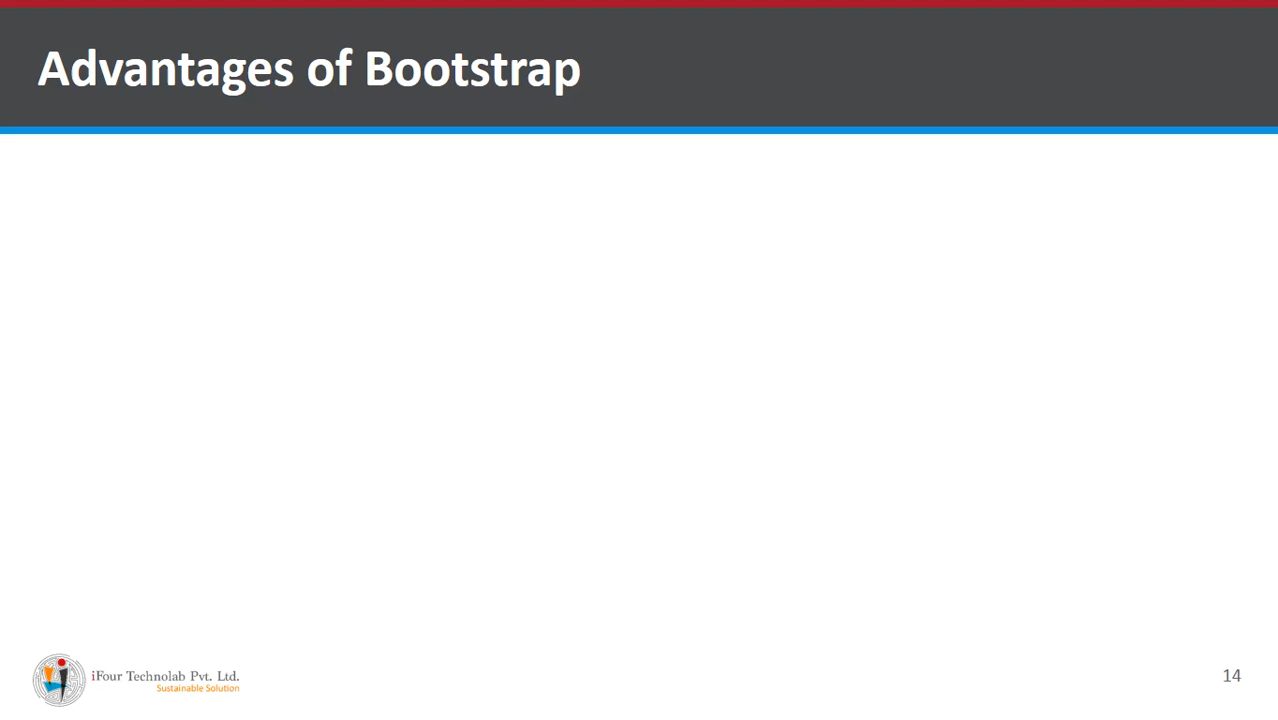 Advantages of Bootstrap
iFour Technolab Pvt. Ltd.
Sustainable Solution
14